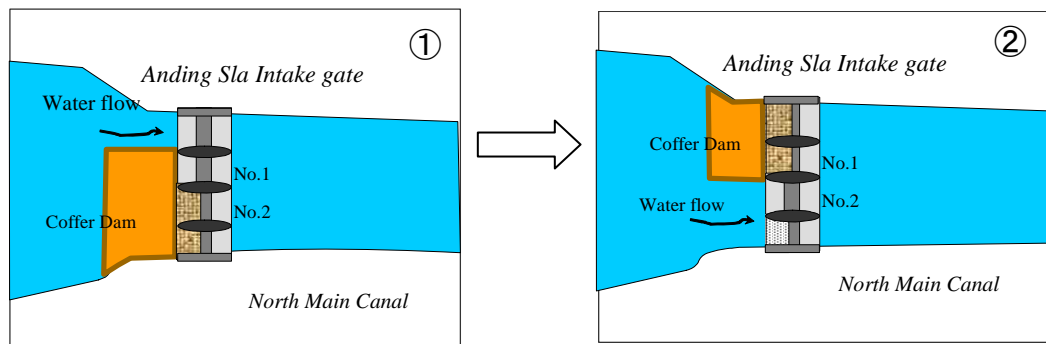 ①
Anding Sla Intake gate
Water flow
No.1
No.2
Coffer Dam
North Main Canal
②
Anding Sla Intake gate
Coffer Dam
No.1
No.2
Water flow
North Main Canal